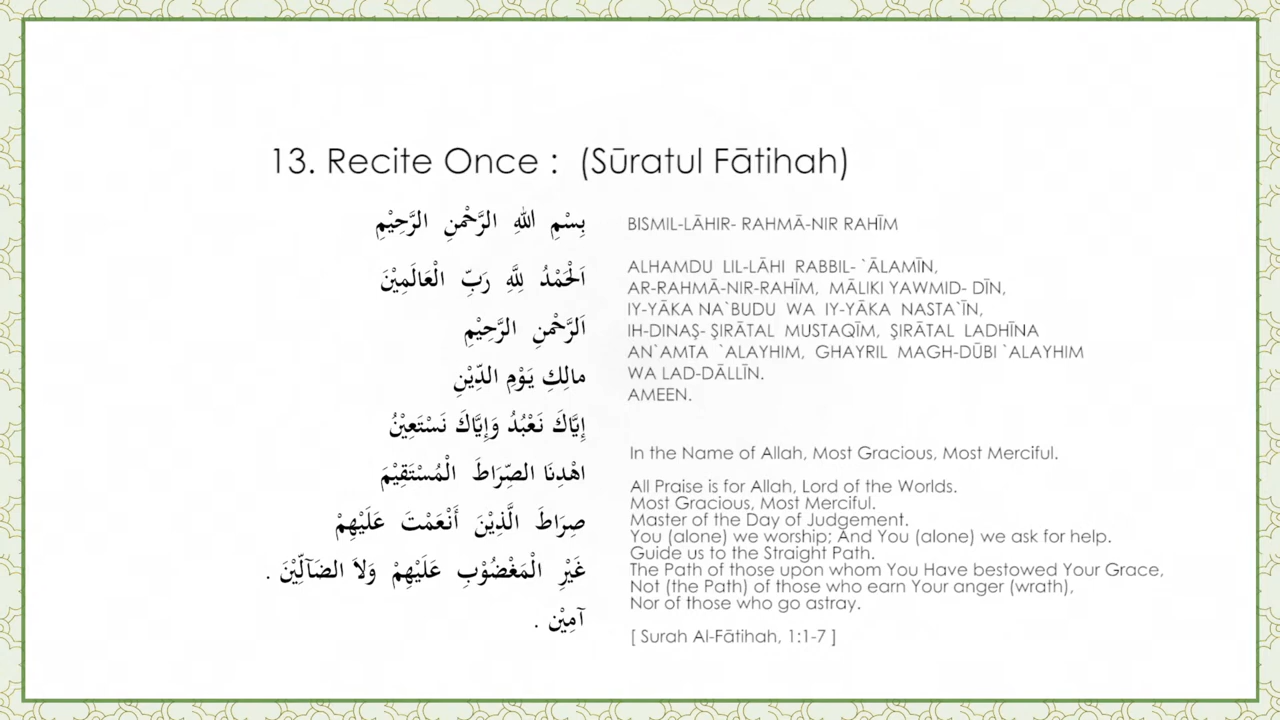 13. Recite Once :  (Sūratul Fātihah)
بِسْمِ اللهِ الرَّحْمٰنِ الرَّحِيْمِ
اَلْحَمْدُ لِلَّهِ رَبِّ الْعَالَمِيْنَ
اَلرَّحْمٰنِ الرَّحِيْمِ
مالِكِ يَوْمِ الدِّيْنِ
إِيَّاكَ نَعْبُدُ وَإِيَّاكَ نَسْتَعِيْنُ
اهْدِنَا الصِّرَاطَ الْمُسْتَقِيْمَ
صِرَاطَ الَّذِيْنَ أَنْعَمْتَ عَلَيْهِمْ
غَيْرِ الْمَغْضُوْبِ عَلَيْهِمْ وَلاَ الضَآلِّيْنَ .
آمِيْن .
BISMIL-LĀHIR- RAHMĀ-NIR RAHĪM
ALHAMDU LIL-LĀHI RABBIL- `ĀLAMĪN,
AR-RAHMĀ-NIR-RAHĪM, MĀLIKI YAWMID- DĪN,
IY-YĀKA NA`BUDU WA IY-YĀKA NASTA`ĪN,
IH-DINAṢ- ṢIRĀTAL MUSTAQĪM, ṢIRĀTAL LADHĪNA
AN`AMTA `ALAYHIM, GHAYRIL MAGH-DŪBI `ALAYHIM
WA LAD-DĀLLĪN.
AMEEN.
In the Name of Allah, Most Gracious, Most Merciful.
All Praise is for Allah, Lord of the Worlds.
Most Gracious, Most Merciful.
Master of the Day of Judgement.
You (alone) we worship; And You (alone) we ask for help.
Guide us to the Straight Path.
The Path of those upon whom You Have bestowed Your Grace,
Not (the Path) of those who earn Your anger (wrath),
Nor of those who go astray.
[ Surah Al-Fātihah, 1:1-7 ]